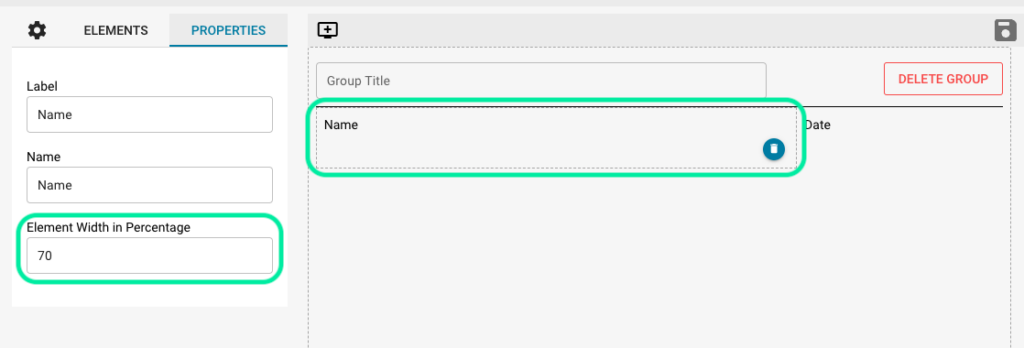 ELEMENTS
PROPERTIES
Label
Name
Name
Name
Element Width in Percentage
70
Group Title
DELETE GROUP
Name
Date